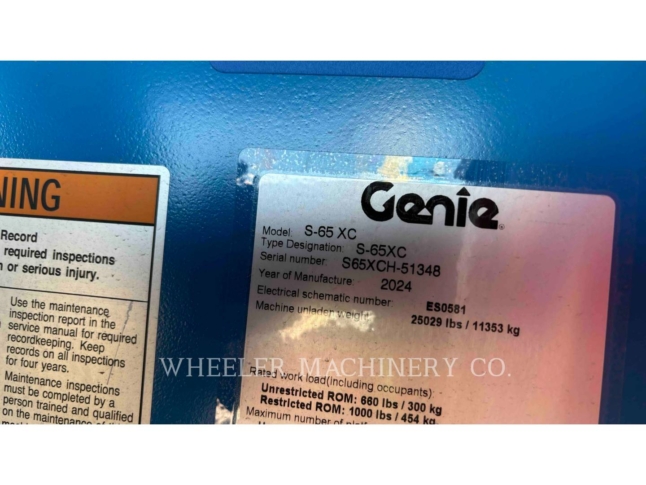 NING
Record
required inspections
or serious injury.
Use the maintenance
inspection report in the
service manual for required
recordkeeping. Keep
records on all inspections
for four years.
Maintenance inspections
must be completed by a
person trained and qualified
on the maintenance of
Genie
Model: S-65 XC
Type Designation: S-65XC
Serial number: S65XCH-51348
Year of Manufacture: 2024
Electrical schematic number: ES0581
Machine unladen weight: 25029 lbs / 11353 kg
Rated work load(including occupants):
Unrestricted ROM: 660 lbs / 300 kg
Restricted ROM: 1000 lbs / 454 kg
Maximum number of
WHEELER MACHINERY CO.